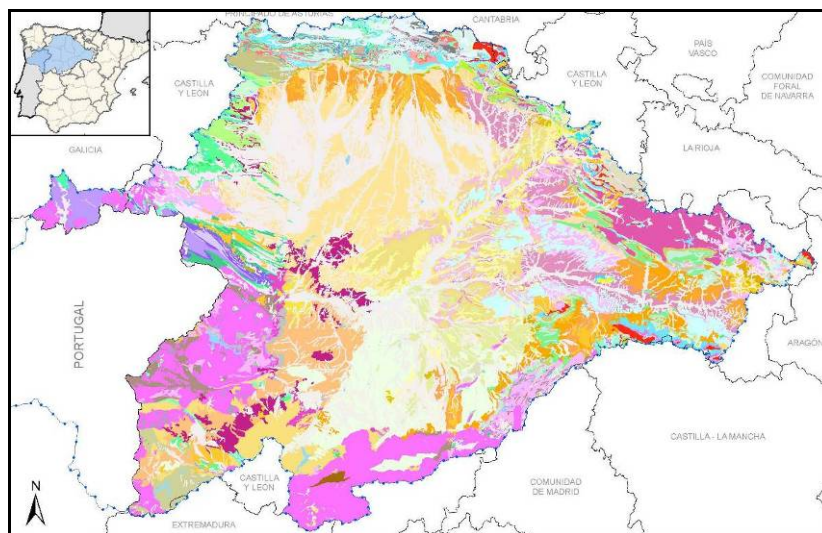 PRINCIPADO DE ASTURIAS
CANTABRIA
PAÍS
VASCO
CASTILLA
Y LEÓN
CASTILLA
Y LEÓN
COMUNIDAD
FORAL
DE NAVARRA
GALICIA
LA RIOJA
PORTUGAL
ARAGÓN
CASTILLA - LA MANCHA
CASTILLA
Y LEÓN
COMUNIDAD
DE MADRID
N
EXTREMADURA